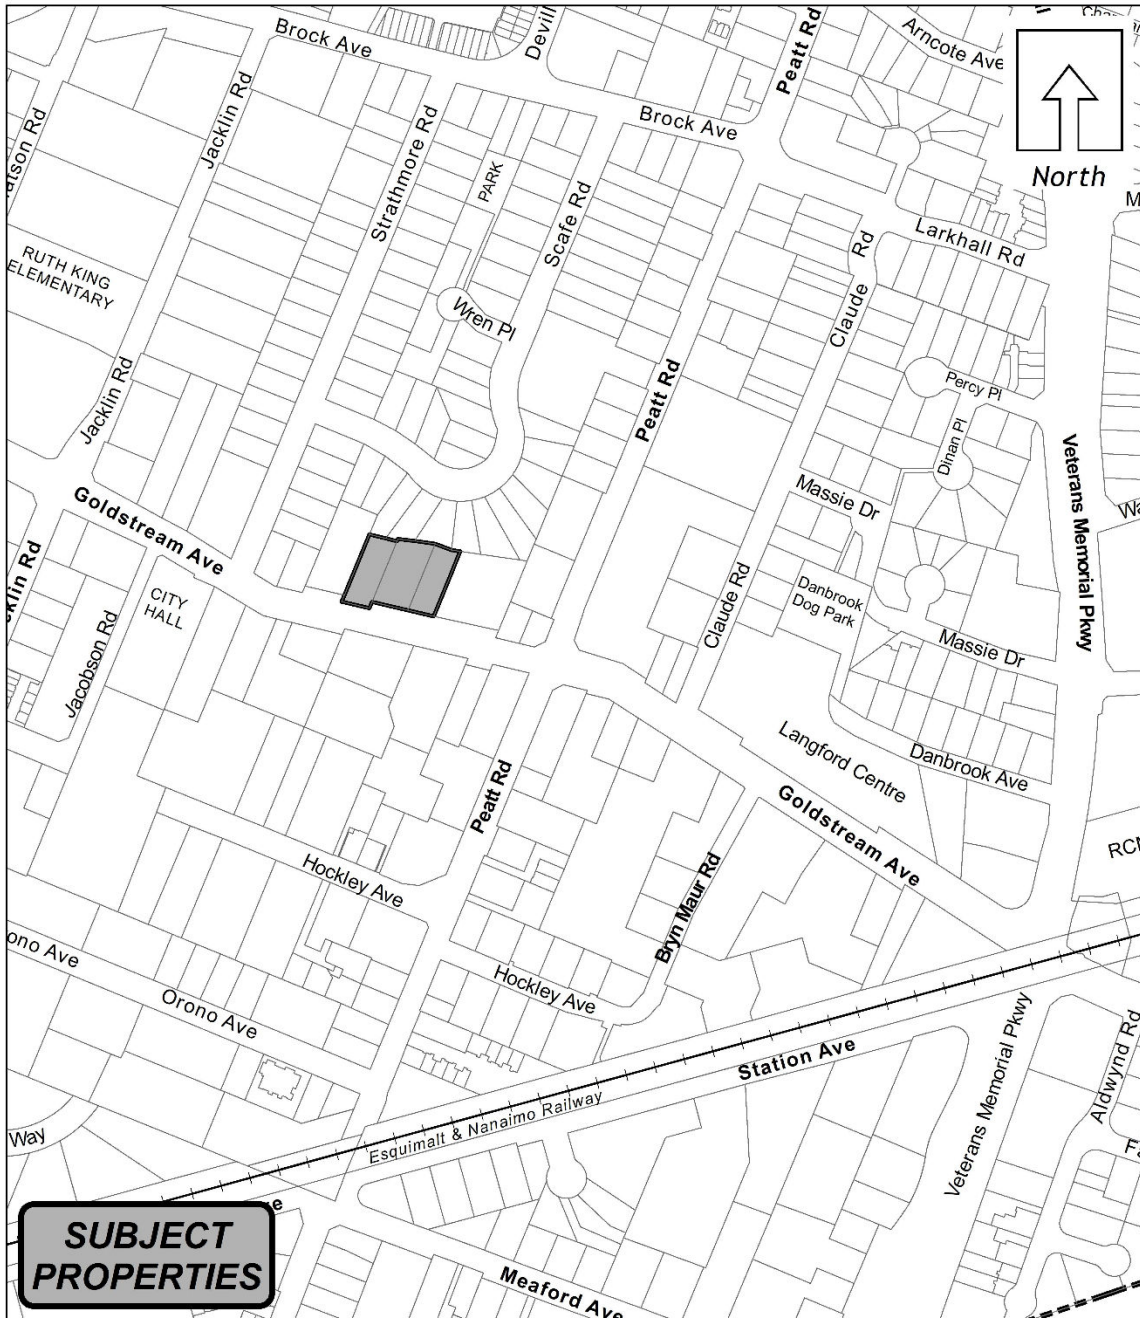 Brock Ave
Devill
Peatt Rd
Arncote Ave
North
Jacklin Rd
Strathmore Rd
PARK
Scafe Rd
Brock Ave
Larkhall Rd
RUTH KING
ELEMENTARY
Wren Pl
Claude Rd
Jacklin Rd
Peatt Rd
Percy Pl
Dinan Pl
Veterans Memorial Pkwy
Goldstream Ave
Massie Dr
CITY
HALL
Jacobson Rd
Claude Rd
Danbrook
Dog Park
Massie Dr
Langford Centre
Danbrook Ave
Peatt Rd
Goldstream Ave
Hockley Ave
Bryn Maur Rd
Hockley Ave
Orono Ave
Station Ave
Esquimalt & Nanaimo Railway
Veterans Memorial Pkwy
Aldwynd Rd
Way
SUBJECT
PROPERTIES
Meaford Ave